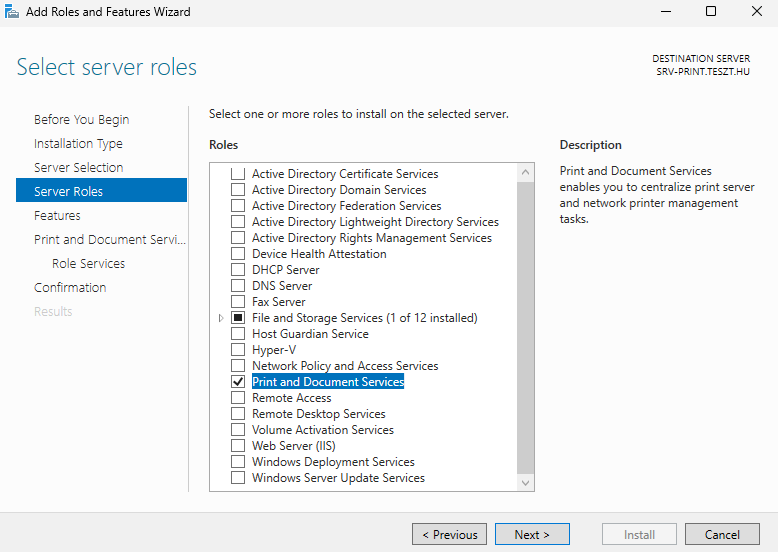 Add Roles and Features Wizard
Select server roles
DESTINATION SERVER
SRV-PRINT.TESZT.HU
Before You Begin
Installation Type
Server Selection
Server Roles
Features
Print and Document Servi...
Role Services
Confirmation
Results
Select one or more roles to install on the selected server.
Roles
Active Directory Certificate Services
Active Directory Domain Services
Active Directory Federation Services
Active Directory Lightweight Directory Services
Active Directory Rights Management Services
Device Health Attestation
DHCP Server
DNS Server
Fax Server
File and Storage Services (1 of 12 installed)
Host Guardian Service
Hyper-V
Network Policy and Access Services
Print and Document Services
Remote Access
Remote Desktop Services
Volume Activation Services
Web Server (IIS)
Windows Deployment Services
Windows Server Update Services
Description
Print and Document Services
enables you to centralize print server
and network printer management
tasks.
< Previous
Next >
Install
Cancel